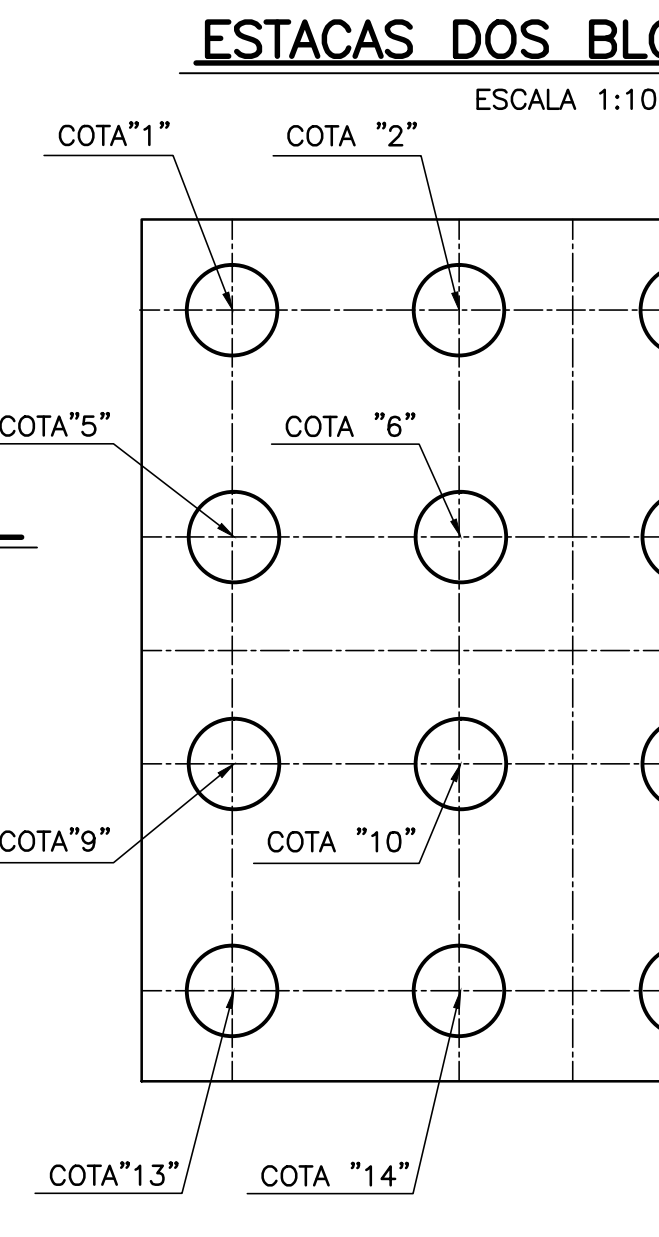 ESTACAS DOS
ESCALA 1:10
COTA"1" COTA "2"
COTA"5" COTA "6"
COTA"9" COTA "10"
COTA"13" COTA "14"